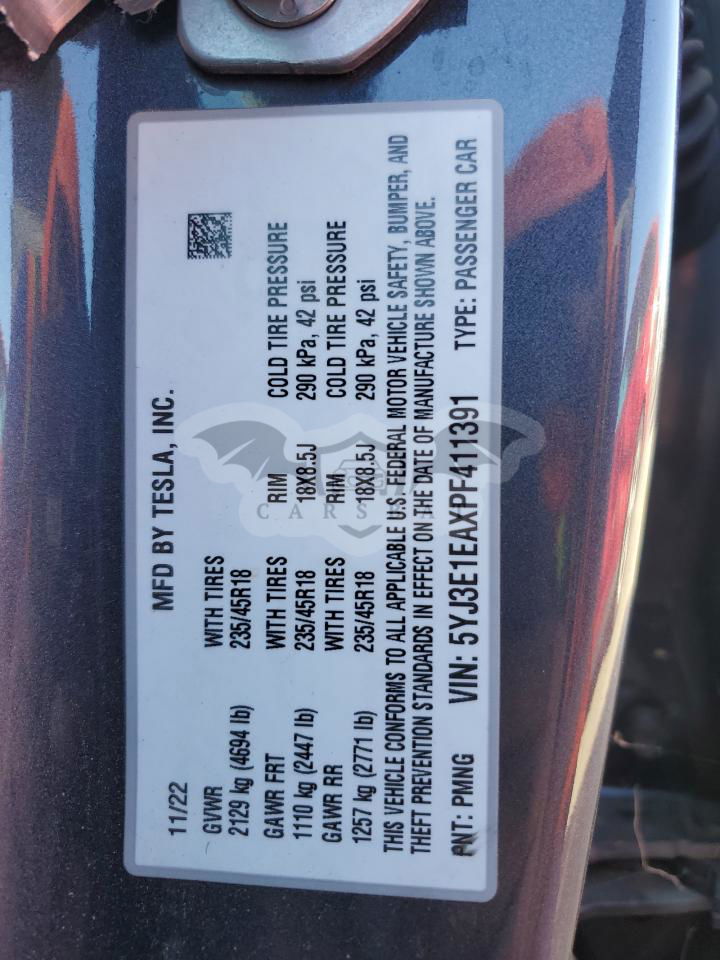 11/22 MFD BY TESLA, INC.
GVWR WITH TIRES
2129 kg (4694 lb) 235/45R18
GAWR FRT WITH TIRES RIM COLD TIRE PRESSURE
1110 kg (2447 lb) 235/45R18 18X8.5J 290 kPa, 42 psi
GAWR RR WITH TIRES RIM COLD TIRE PRESSURE
1257 kg (2771 lb) 235/45R18 18X8.5J 290 kPa, 42 psi
THIS VEHICLE CONFORMS TO ALL APPLICABLE U.S. FEDERAL MOTOR VEHICLE SAFETY, BUMPER, AND
THEFT PREVENTION STANDARDS IN EFFECT ON THE DATE OF MANUFACTURE SHOWN ABOVE.
PNT: PMNG VIN: 5YJ3E1EAXPF411391 TYPE: PASSENGER CAR